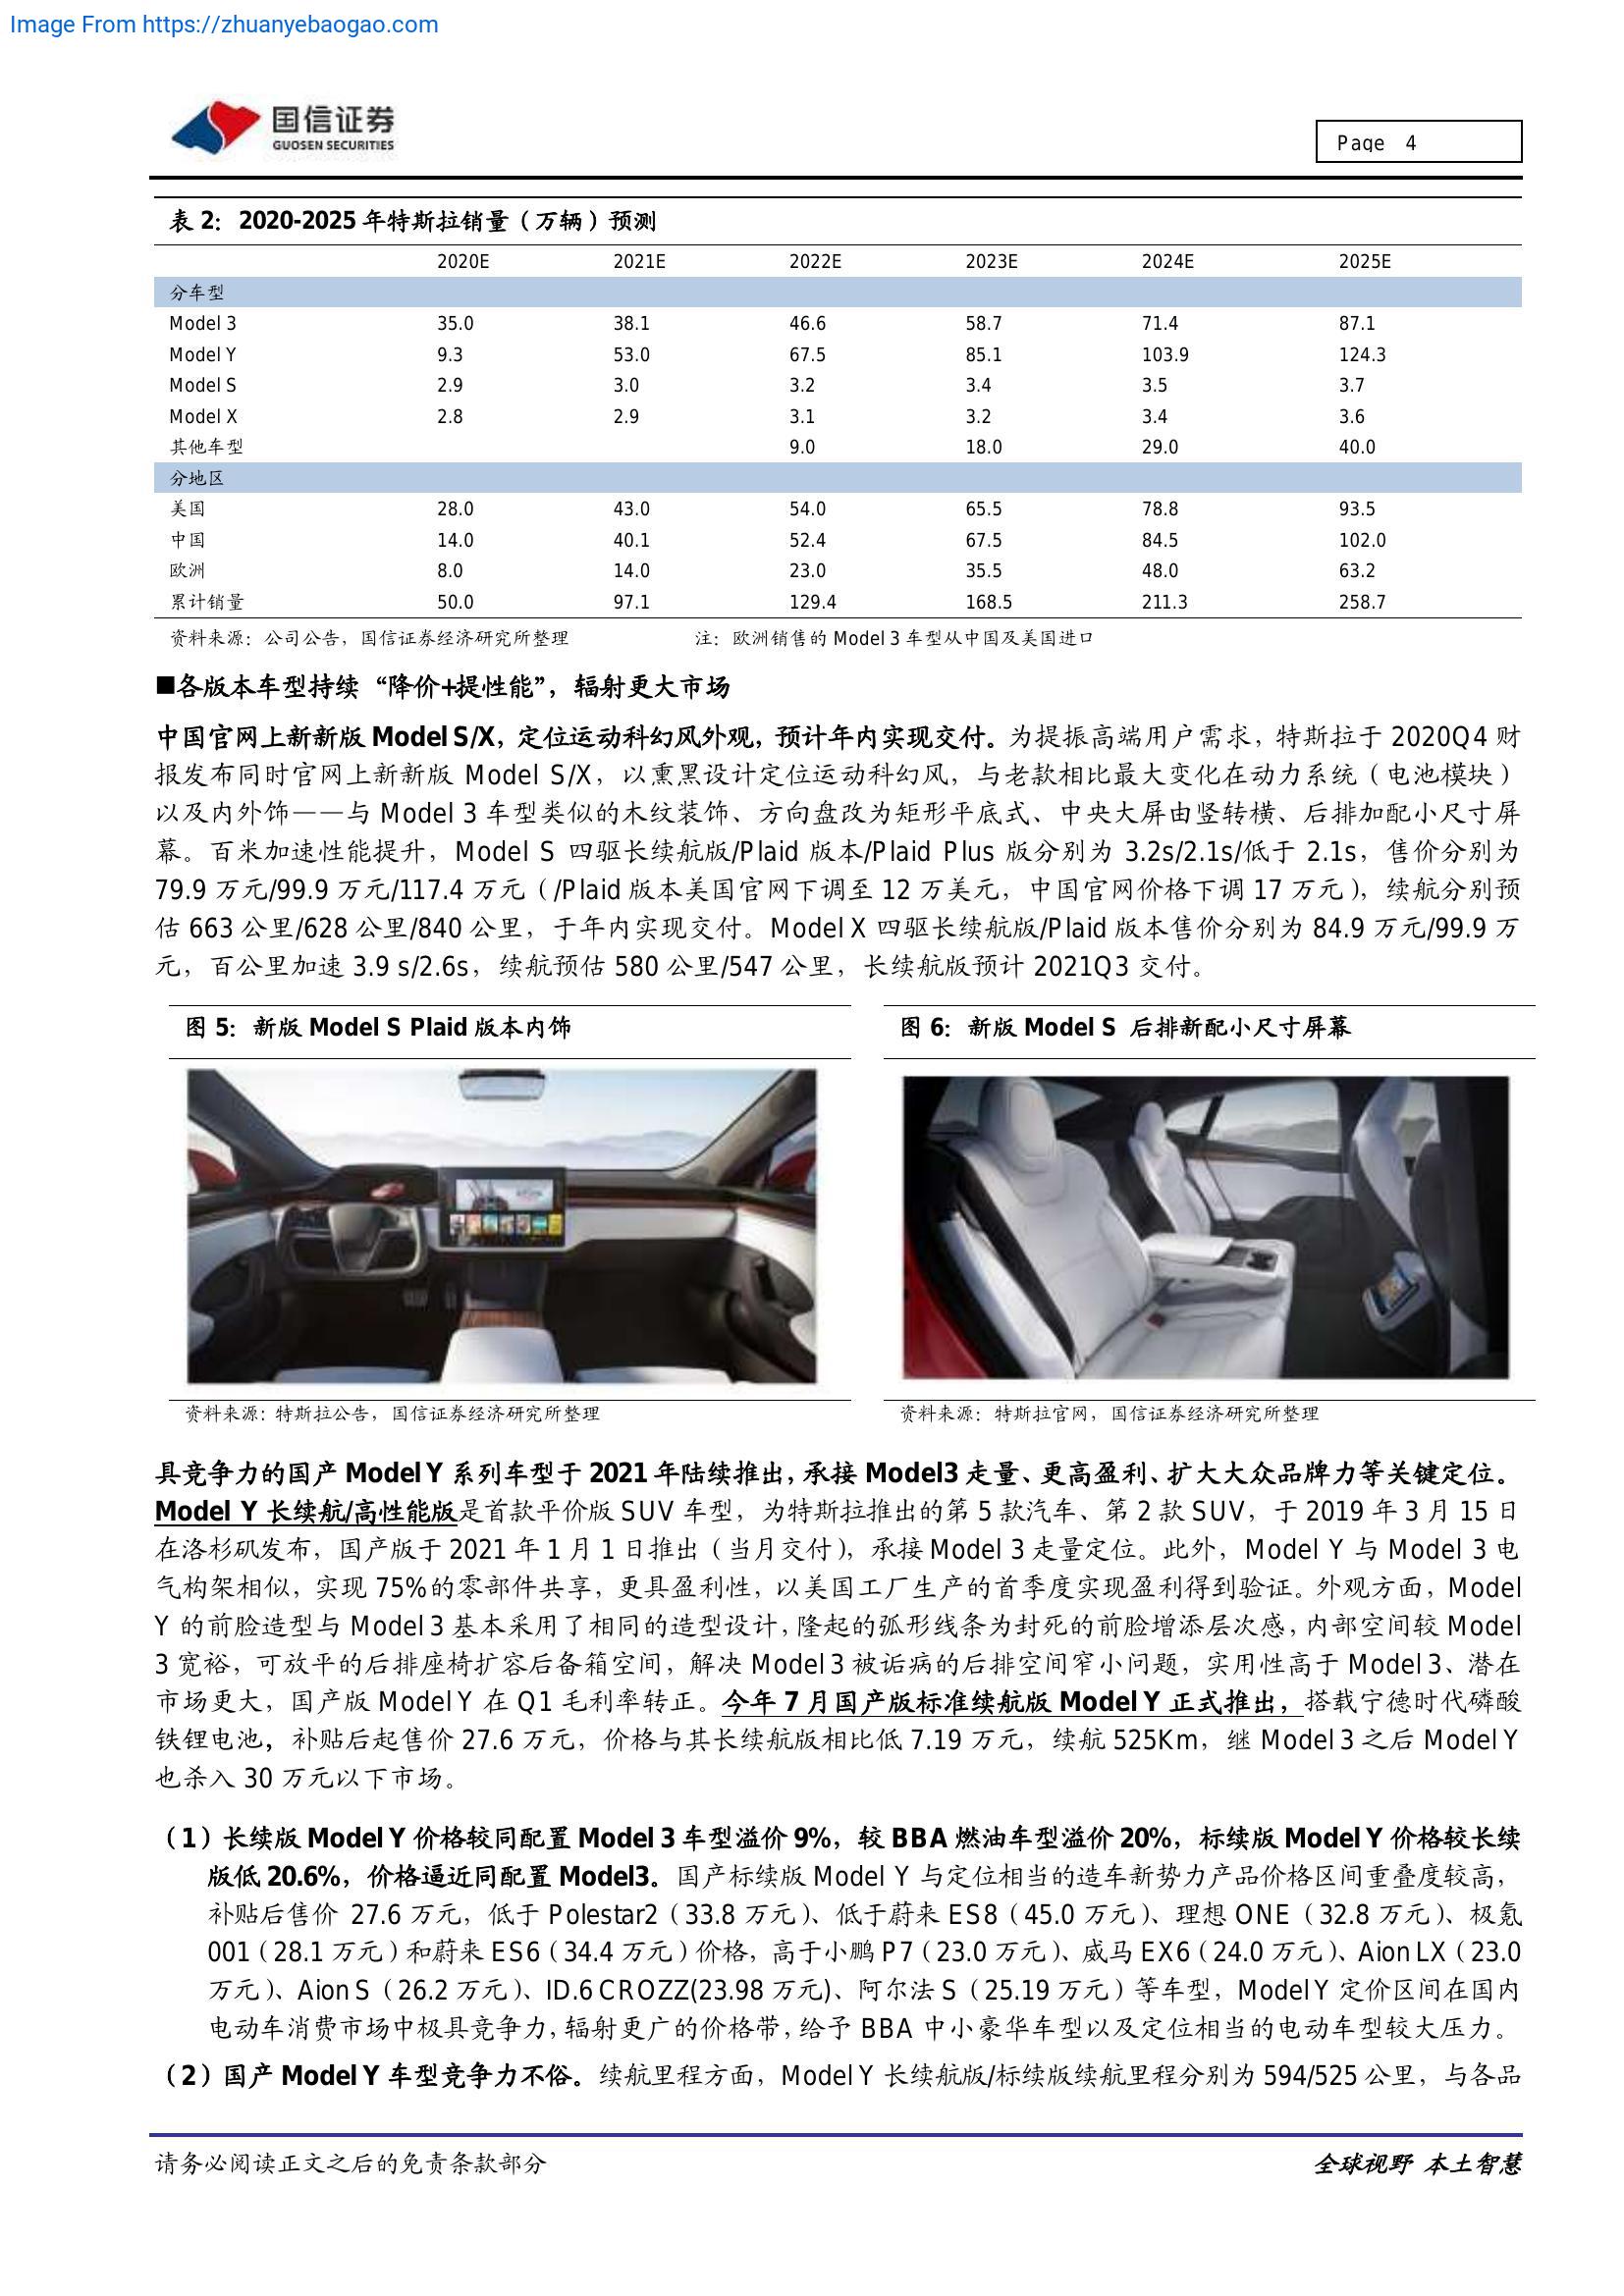 Image From https://zhuanyebaogao.com
国信证券
GUOSEN SECURITIES
Page 4
表 2：2020-2025 年特斯拉销量（万辆）预测
2020E 2021E 2022E 2023E 2024E 2025E
分车型
Model 3 35.0 38.1 46.6 58.7 71.4 87.1
Model Y 9.3 53.0 67.5 85.1 103.9 124.3
Model S 2.9 3.0 3.2 3.4 3.5 3.7
Model X 2.8 2.9 3.1 3.2 3.4 3.6
其他车型 9.0 18.0 29.0 40.0
分地区
美国 28.0 43.0 54.0 65.5 78.8 93.5
中国 14.0 40.1 52.4 67.5 84.5 102.0
欧洲 8.0 14.0 23.0 35.5 48.0 63.2
累计销量 50.0 97.1 129.4 168.5 211.3 258.7
资料来源：公司公告，国信证券经济研究所整理 注：欧洲销售的 Model 3 车型从中国及美国进口
■各版本车型持续“降价+提性能”，辐射更大市场
中国官网上新新版 Model S/X，定位运动科幻风外观，预计年内实现交付。为提振高端用户需求，特斯拉于 2020Q4 财
报发布同时官网上新新版 Model S/X，以熏黑设计定位运动科幻风，与老款相比最大变化在动力系统（电池模块）
以及内外饰——与 Model 3 车型类似的木纹装饰、方向盘改为矩形平底式、中央大屏由竖转横、后排加配小尺寸屏
幕。百米加速性能提升，Model S 四驱长续航版/Plaid 版本/Plaid Plus 版分别为 3.2s/2.1s/低于 2.1s，售价分别为
79.9 万元/99.9 万元/117.4 万元（/Plaid 版本美国官网下调至 12 万美元，中国官网价格下调 17 万元），续航分别预
估 663 公里/628 公里/840 公里，于年内实现交付。Model X 四驱长续航版/Plaid 版本售价分别为 84.9 万元/99.9 万
元，百公里加速 3.9 s/2.6s，续航预估 580 公里/547 公里，长续航版预计 2021Q3 交付。
图 5：新版 Model S Plaid 版本内饰
图 6：新版 Model S 后排新配小尺寸屏幕
资料来源：特斯拉公告，国信证券经济研究所整理
资料来源：特斯拉官网，国信证券经济研究所整理
具竞争力的国产 Model Y 系列车型于 2021 年陆续推出，承接 Model3 走量、更高盈利、扩大大众品牌力等关键定位。
Model Y 长续航/高性能版是首款平价版 SUV 车型，为特斯拉推出的第 5 款汽车、第 2 款 SUV，于 2019 年 3 月 15 日
在洛杉矶发布，国产版于 2021 年 1 月 1 日推出（当月交付），承接 Model 3 走量定位。此外，Model Y 与 Model 3 电
气构架相似，实现 75%的零部件共享，更具盈利性，以美国工厂生产的首季度实现盈利得到验证。外观方面，Model
Y 的前脸造型与 Model 3 基本采用了相同的造型设计，隆起的弧形线条为封死的前脸增添层次感，内部空间较 Model
3 宽裕，可放平的后排座椅扩容后备箱空间，解决 Model 3 被诟病的后排空间窄小问题，实用性高于 Model 3、潜在
市场更大，国产版 Model Y 在 Q1 毛利率转正。今年 7 月国产版标准续航版 Model Y 正式推出，搭载宁德时代磷酸
铁锂电池，补贴后起售价 27.6 万元，价格与其长续航版相比低 7.19 万元，续航 525Km，继 Model 3 之后 Model Y
也杀入 30 万元以下市场。
（1）长续版 Model Y 价格较同配置 Model 3 车型溢价 9%，较 BBA 燃油车型溢价 20%，标续版 Model Y 价格较长续
版低 20.6%，价格逼近同配置 Model3。国产标续版 Model Y 与定位相当的造车新势力产品价格区间重叠度较高，
补贴后售价 27.6 万元，低于 Polestar2（33.8 万元）、低于蔚来 ES8（45.0 万元）、理想 ONE（32.8 万元）、极氪
001（28.1 万元）和蔚来 ES6（34.4 万元）价格，高于小鹏 P7（23.0 万元）、威马 EX6（24.0 万元）、Aion LX（23.0
万元）、Aion S（26.2 万元）、ID.6 CROZZ(23.98 万元)、阿尔法 S（25.19 万元）等车型，Model Y 定价区间在国内
电动车消费市场中极具竞争力，辐射更广的价格带，给予 BBA 中小豪华车型以及定位相当的电动车型较大压力。
（2）国产 Model Y 车型竞争力不俗。续航里程方面，Model Y 长续航版/标续版续航里程分别为 594/525 公里，与各品
请务必阅读正文之后的免责条款部分
全球视野 本土智慧